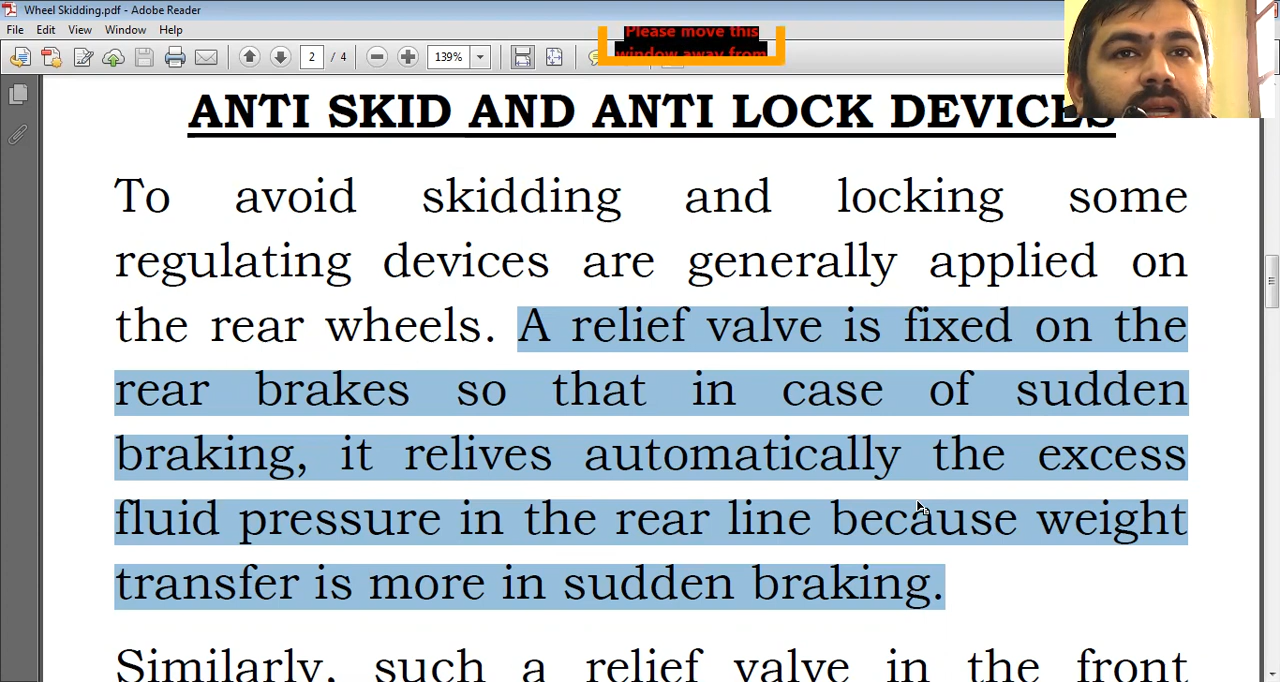 Wheel Skidding.pdf - Adobe Reader
File Edit View Window Help
Please move this
window away from
2 / 4 139%
ANTI SKID AND ANTI LOCK DEVICES
To avoid skidding and locking some
regulating devices are generally applied on
the rear wheels. A relief valve is fixed on the
rear brakes so that in case of sudden
braking, it relives automatically the excess
fluid pressure in the rear line because weight
transfer is more in sudden braking.
Similarly, such a relief valve in the front